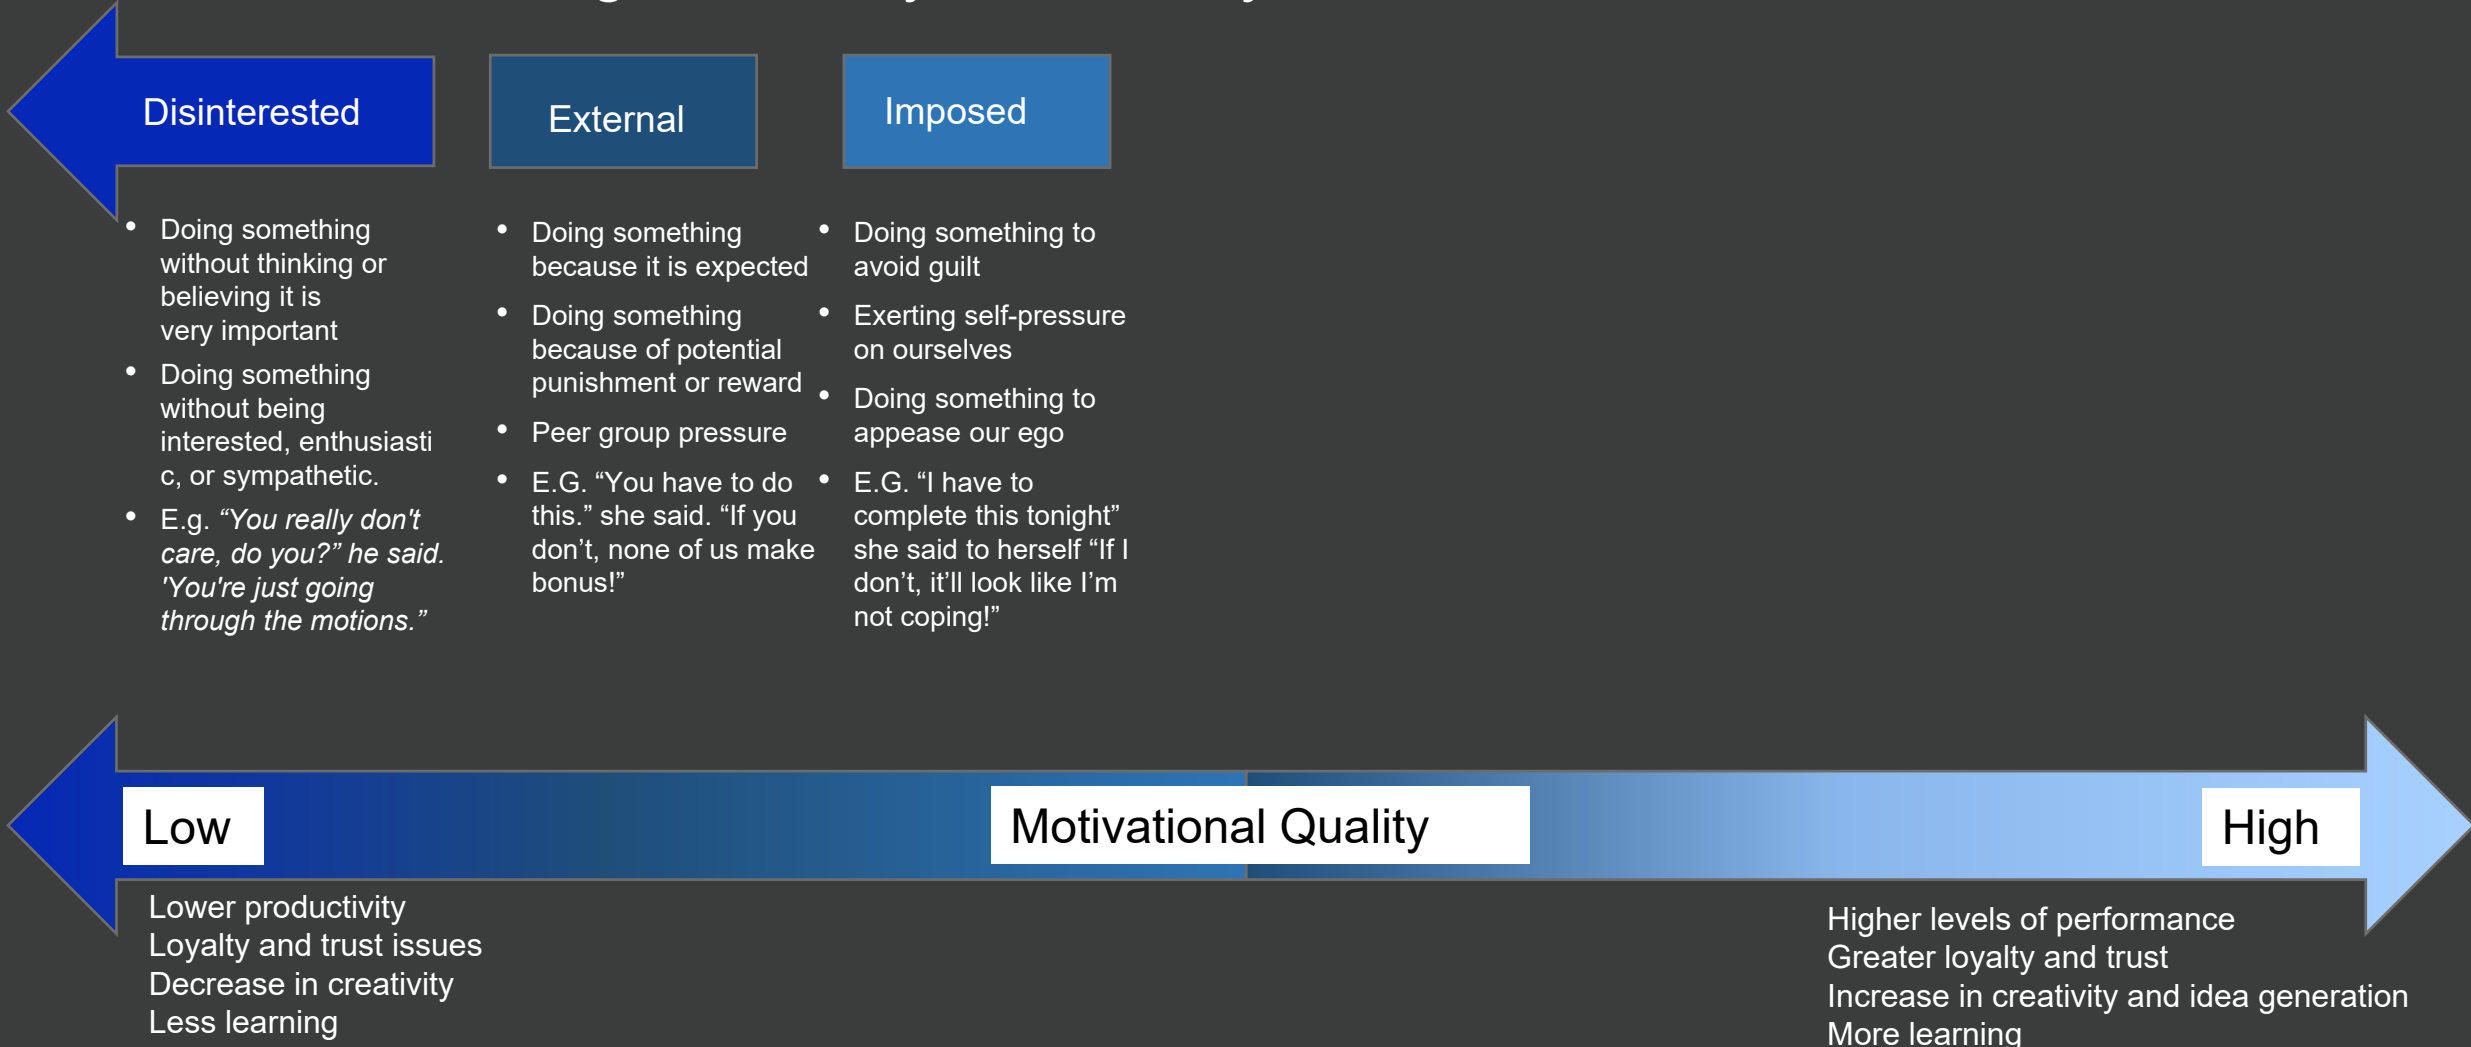 Disinterested
External
Imposed
• Doing something
without thinking or
believing it is
very important
• Doing something
without being
interested, enthusiasti
c, or sympathetic.
• E.g. “You really don't
care, do you?” he said.
'You're just going
through the motions.”
• Doing something
because it is expected
• Doing something
because of potential
punishment or reward
• Peer group pressure
• E.G. “You have to do
this.” she said. “If you
don’t, none of us make
bonus!”
• Doing something to
avoid guilt
• Exerting self-pressure
on ourselves
• Doing something to
appease our ego
• E.G. “I have to
complete this tonight”
she said to herself “If I
don’t, it’ll look like I’m
not coping!”
Low
Motivational Quality
High
Lower productivity
Loyalty and trust issues
Decrease in creativity
Less learning
Higher levels of performance
Greater loyalty and trust
Increase in creativity and idea generation
More learning